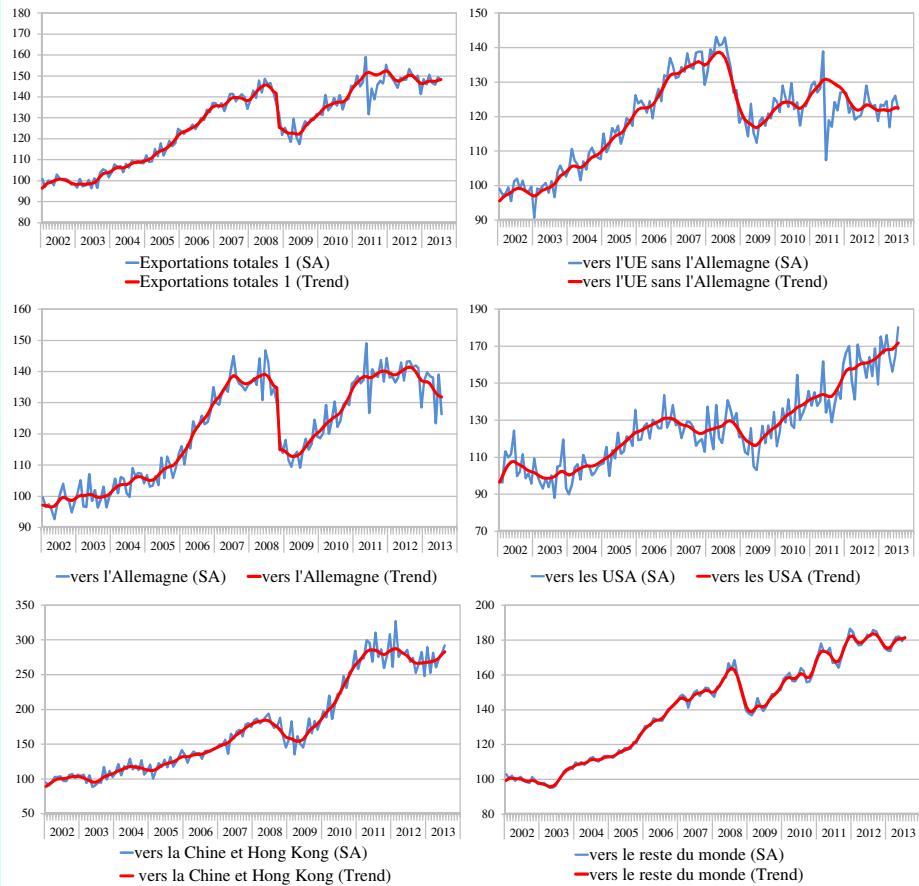 180
170
160
150
140
130
120
110
100
90
80
2002 2003 2004 2005 2006 2007 2008 2009 2010 2011 2012 2013
Exportations totales 1 (SA)
Exportations totales 1 (Trend)
150
140
130
120
110
100
90
2002 2003 2004 2005 2006 2007 2008 2009 2010 2011 2012 2013
vers l'UE sans l'Allemagne (SA)
vers l'UE sans l'Allemagne (Trend)
160
150
140
130
120
110
100
90
2002 2003 2004 2005 2006 2007 2008 2009 2010 2011 2012 2013
vers l'Allemagne (SA) vers l'Allemagne (Trend)
190
170
150
130
110
90
70
2002 2003 2004 2005 2006 2007 2008 2009 2010 2011 2012 2013
vers les USA (SA) vers les USA (Trend)
350
300
250
200
150
100
50
2002 2003 2004 2005 2006 2007 2008 2009 2010 2011 2012 2013
vers la Chine et Hong Kong (SA)
vers la Chine et Hong Kong (Trend)
200
180
160
140
120
100
80
2002 2003 2004 2005 2006 2007 2008 2009 2010 2011 2012 2013
vers le reste du monde (SA)
vers le reste du monde (Trend)